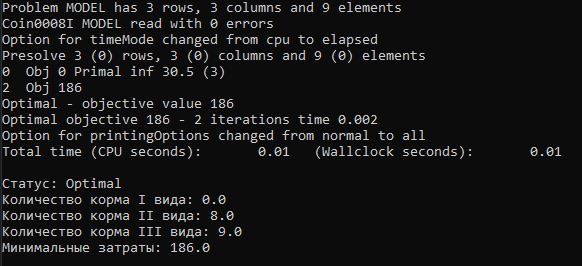 Problem MODEL has 3 rows, 3 columns and 9 elements
Coin0008I MODEL read with 0 errors
Option for timeMode changed from cpu to elapsed
Presolve 3 (0) rows, 3 (0) columns and 9 (0) elements
0  Obj 0 Primal inf 30.5 (3)
2  Obj 186
Optimal - objective value 186
Optimal objective 186 - 2 iterations time 0.002
Option for printingOptions changed from normal to all
Total time (CPU seconds):       0.01   (Wallclock seconds):       0.01
Статус: Optimal
Количество корма I вида: 0.0
Количество корма II вида: 8.0
Количество корма III вида: 9.0
Минимальные затраты: 186.0